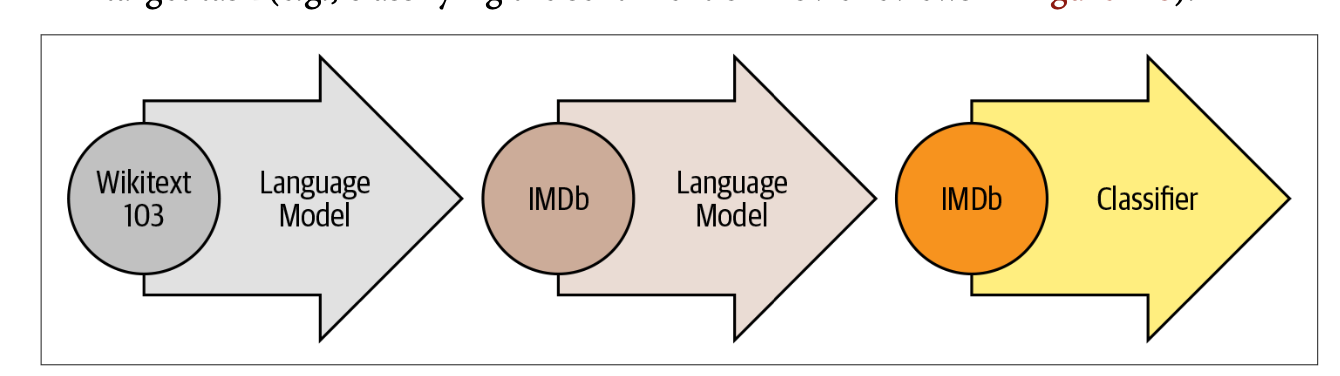 Wikitext
103
Language
Model
IMDb
Language
Model
IMDb
Classifier